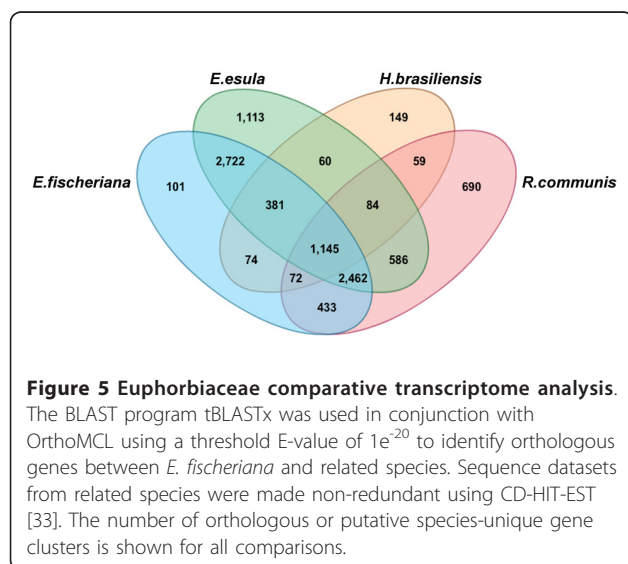 E.esula
H.brasiliensis
1,113
149
2,722
60
59
E.fischeriana
101
690
R.communis
381
84
1,145
74
72
2,462
586
433
Figure 5 Euphorbiaceae comparative transcriptome analysis.
The BLAST program tBLASTx was used in conjunction with
OrthoMCL using a threshold E-value of 1e-20 to identify orthologous
genes between E. fischeriana and related species. Sequence datasets
from related species were made non-redundant using CD-HIT-EST
[33]. The number of orthologous or putative species-unique gene
clusters is shown for all comparisons.